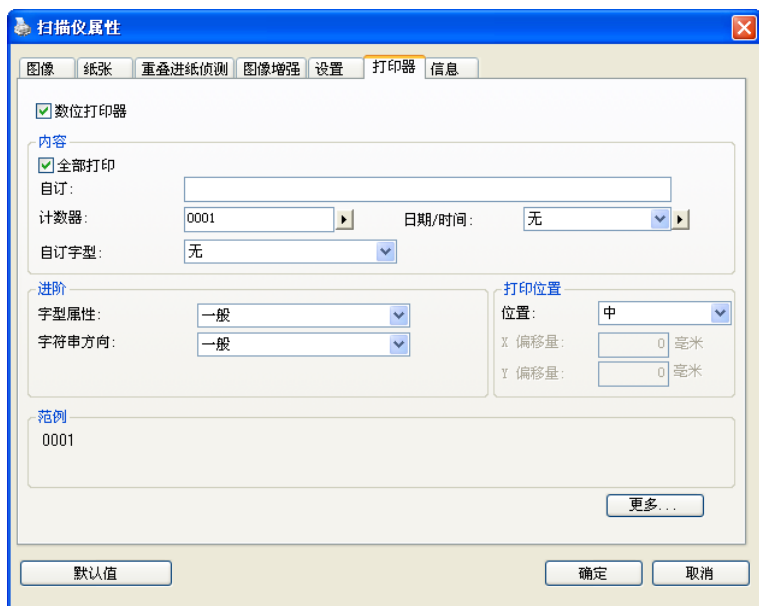 扫描仪属性
图像 纸张 重叠进纸侦测 图像增强 设置 打印器 信息
数位打印器
内容
全部打印
自订:
计数器: 0001 日期/时间: 无
自订字型: 无
进阶 打印位置
字型属性: 一般 位置: 中
字符串方向: 一般 X 偏移量: 0 毫米
Y 偏移量: 0 毫米
范例
0001
更多...
默认值 确定 取消